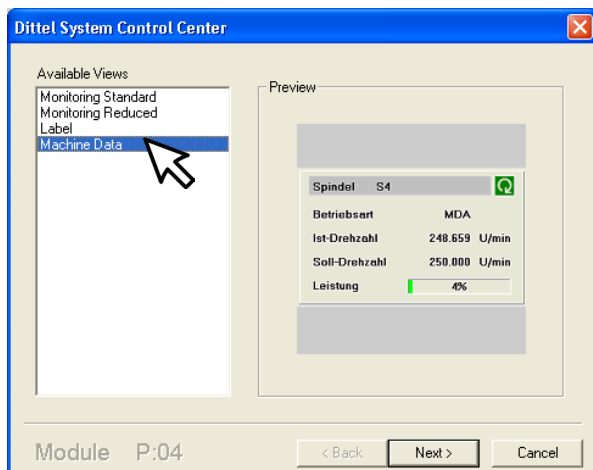 Dittel System Control Center
Available Views
Monitoring Standard
Monitoring Reduced
Label
Machine Data
Preview
Spindel S4
Betriebsart MDA
Ist-Drehzahl 248.659 U/min
Soll-Drehzahl 250.000 U/min
Leistung 4%
Module P:04
< Back Next > Cancel